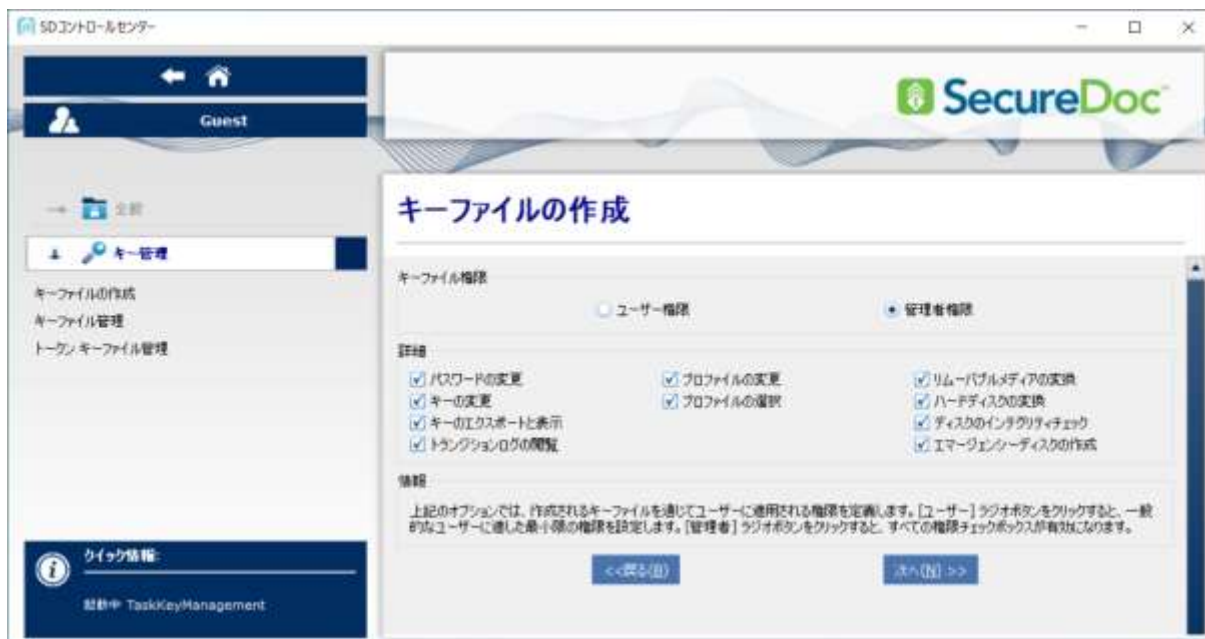 SDコントロールセンター
Guest
SecureDoc
全般
キー管理
キーファイルの作成
キーファイル管理
トークン キーファイル管理
キーファイルの作成
キーファイル権限
ユーザー権限
管理者権限
詳細
パスワードの変更
プロファイルの変更
リムーバブルメディアの変換
キーの変更
プロファイルの選択
ハードディスクの変換
キーのエクスポートと表示
ディスクのインテグリティチェック
トランジションログの閲覧
エマージェンシーディスクの作成
情報
上記のオプションでは、作成されるキーファイルを通じてユーザーに適用される権限を定義します。[ユーザー] ラジオボタンをクリックすると、一般
的なユーザーに適した最小限の権限を設定します。[管理者] ラジオボタンをクリックすると、すべての権限チェックボックスが有効になります。
<<戻る(B)
次へ(N) >>
クイック情報:
起動中 TaskKeyManagement